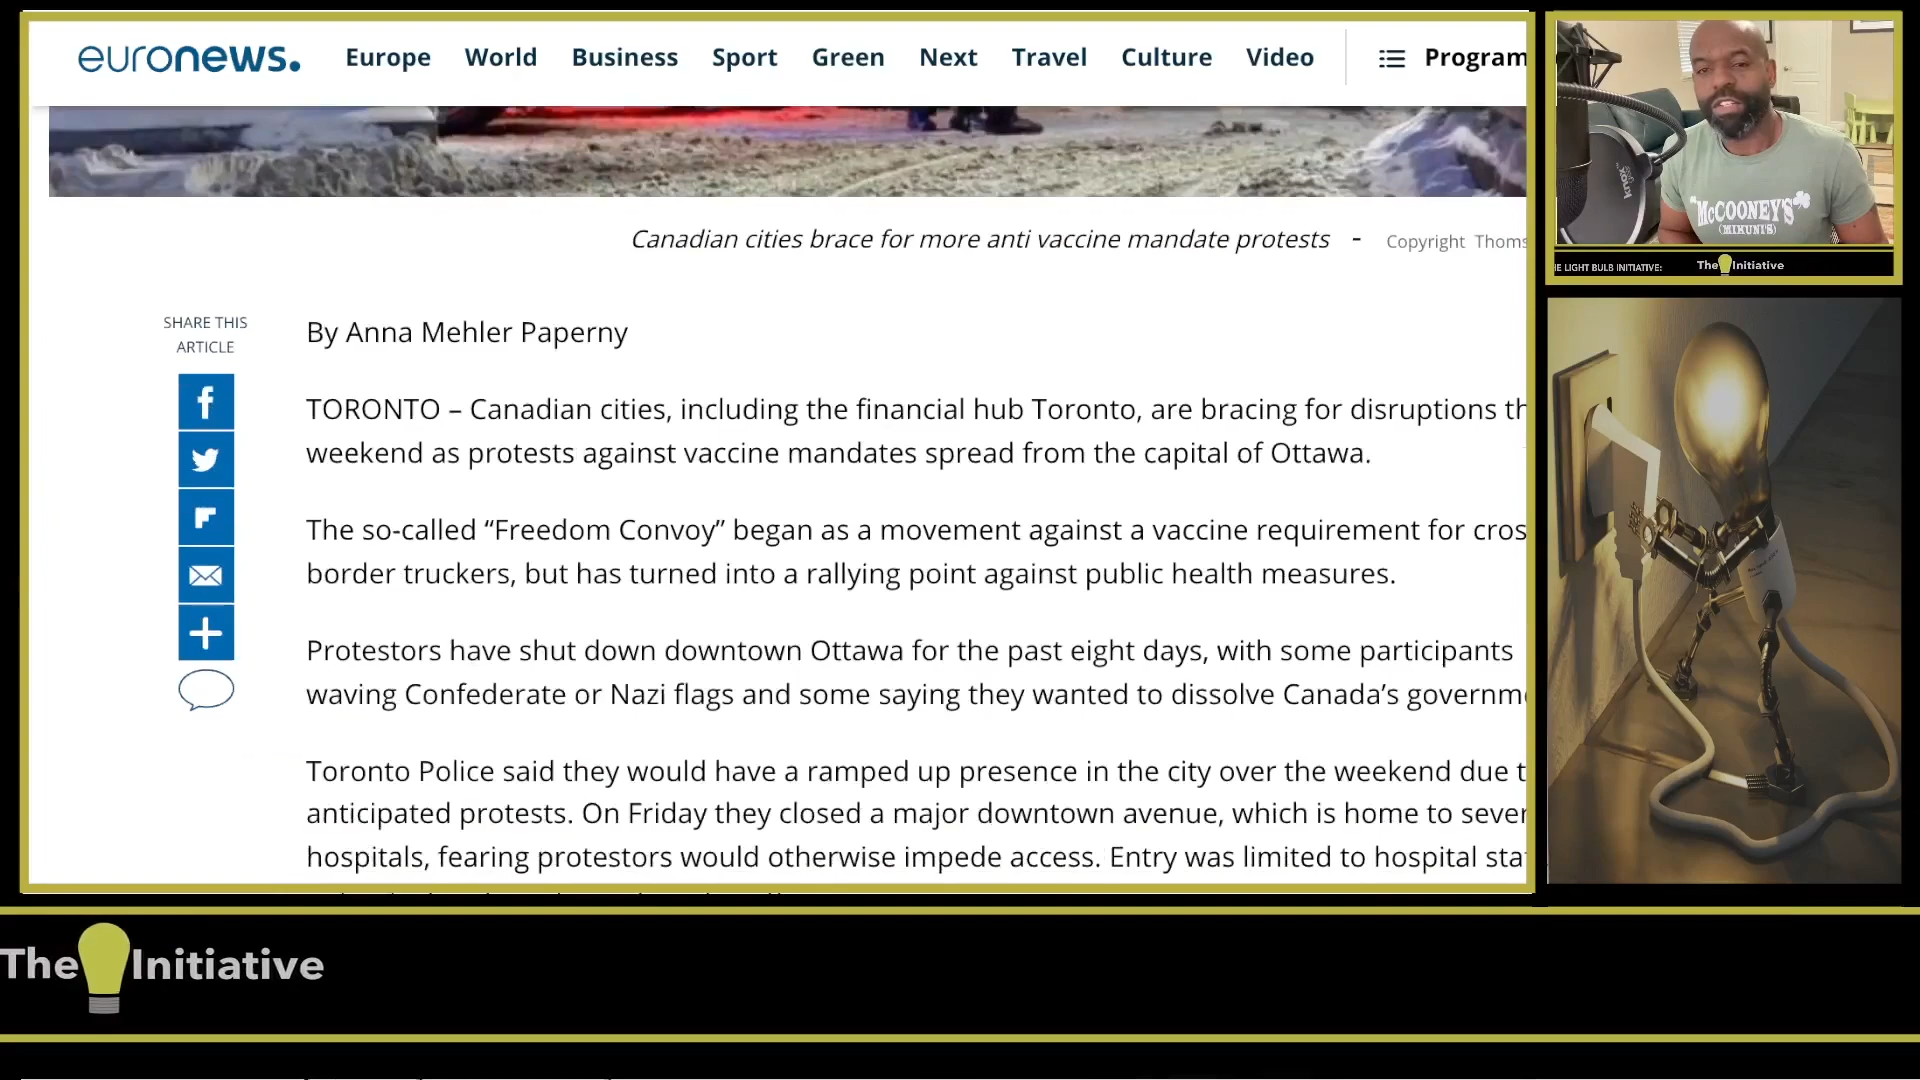 euronews. Europe World Business Sport Green Next Travel Culture Video Program
Canadian cities brace for more anti vaccine mandate protests - Copyright Thoms
SHARE THIS
ARTICLE
By Anna Mehler Paperny
TORONTO – Canadian cities, including the financial hub Toronto, are bracing for disruptions th
weekend as protests against vaccine mandates spread from the capital of Ottawa.
The so-called “Freedom Convoy” began as a movement against a vaccine requirement for cros
border truckers, but has turned into a rallying point against public health measures.
Protestors have shut down downtown Ottawa for the past eight days, with some participants
waving Confederate or Nazi flags and some saying they wanted to dissolve Canada’s governme
Toronto Police said they would have a ramped up presence in the city over the weekend due t
anticipated protests. On Friday they closed a major downtown avenue, which is home to sever
hospitals, fearing protestors would otherwise impede access. Entry was limited to hospital sta
knox
"McCOONEY'S"
(MIKUNI'S)
E LIGHT BULB INITIATIVE: The Initiative
The Initiative